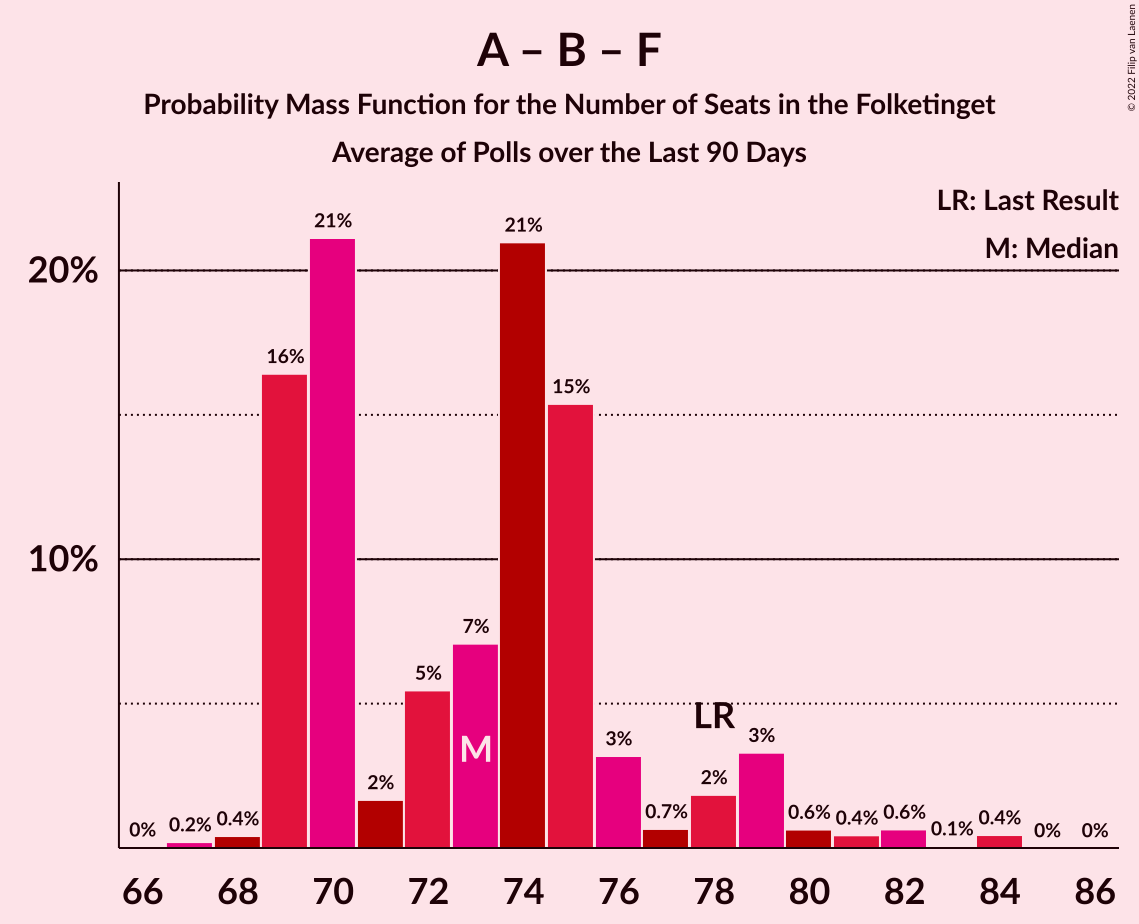 A – B – F
Probability Mass Function for the Number of Seats in the Folketinget
Average of Polls over the Last 90 Days
© 2022 Filip van Laenen
LR: Last Result
M: Median
20%
10%
0%
0.2%
0.4%
16%
21%
2%
5%
7%
21%
15%
3%
0.7%
2%
3%
0.6%
0.4%
0.6%
0.1%
0.4%
0%
0%
M
LR
66 68 70 72 74 76 78 80 82 84 86